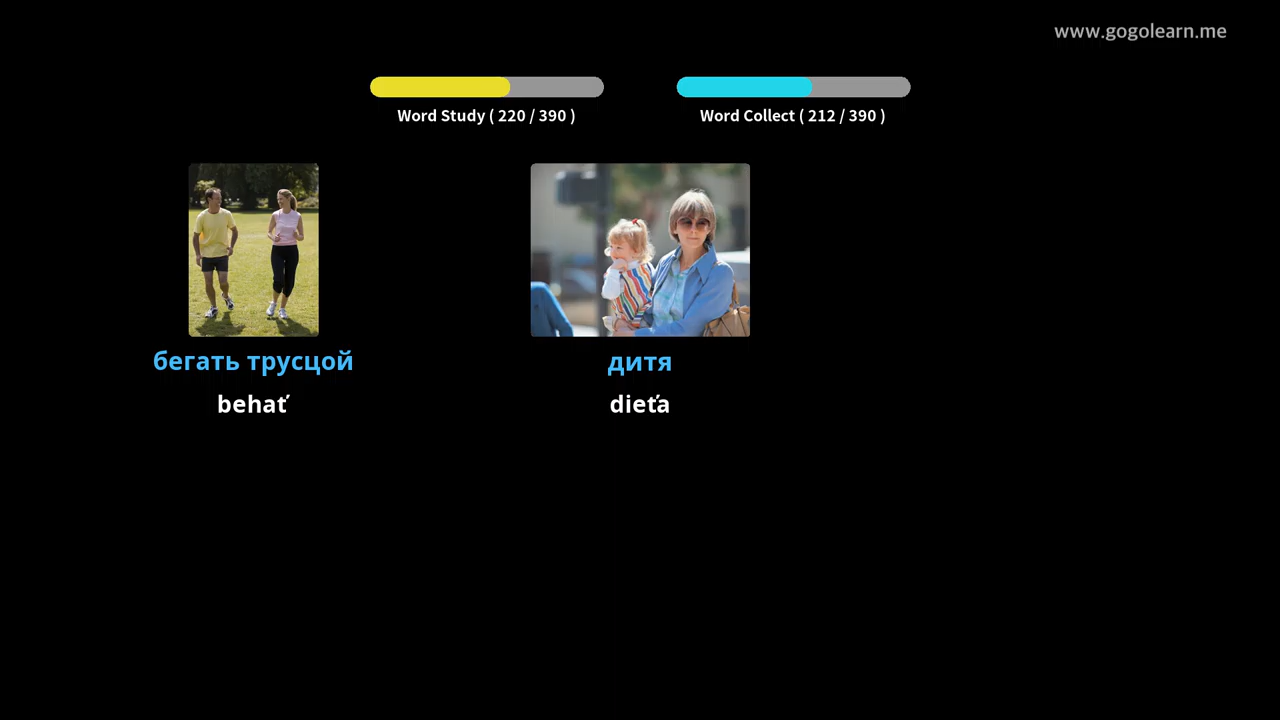 www.gogolearn.me
Word Study ( 220 / 390 )
Word Collect ( 212 / 390 )
бегать трусцой
дитя
behať
dieťa